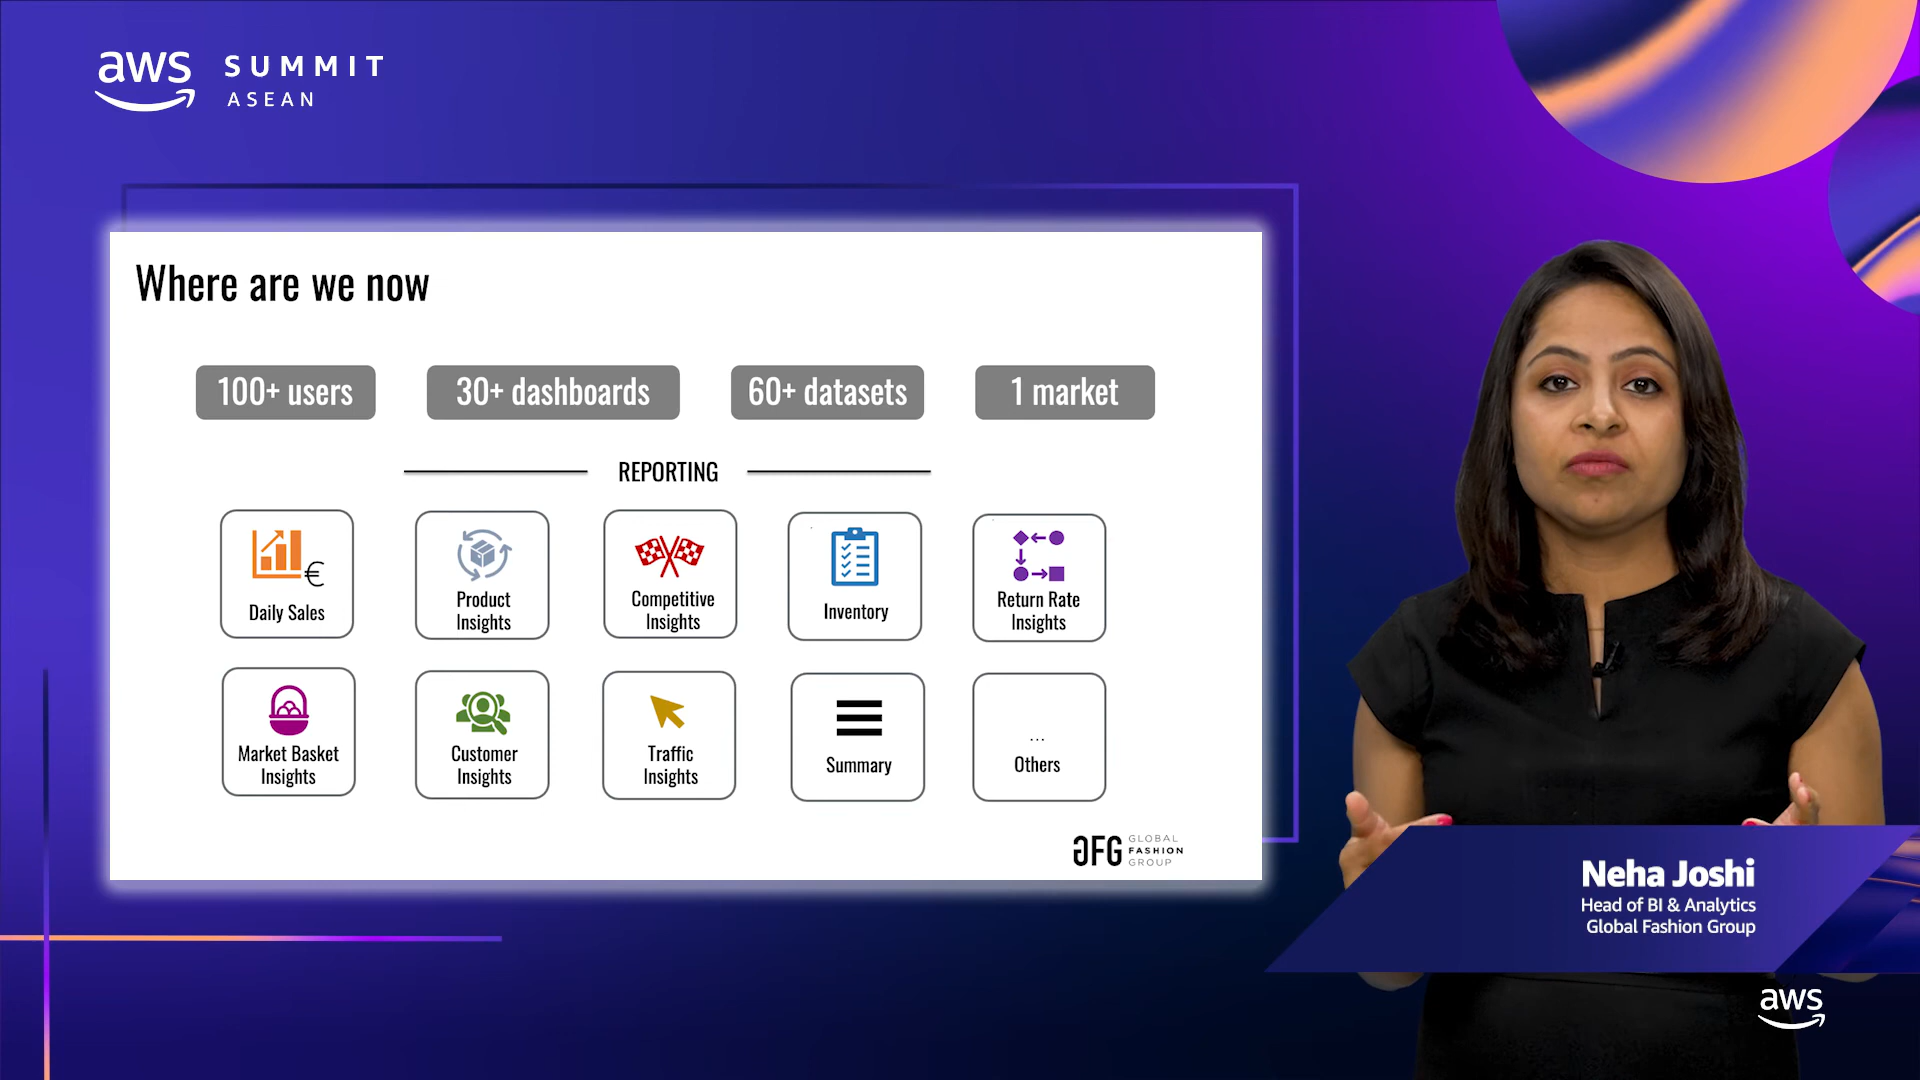 aws SUMMIT
ASEAN
Where are we now
100+ users
30+ dashboards
60+ datasets
1 market
REPORTING
€
Daily Sales
Product
Insights
Competitive
Insights
Inventory
Return Rate
Insights
Market Basket
Insights
Customer
Insights
Traffic
Insights
Summary
...
Others
GFG GLOBAL
FASHION
GROUP
Neha Joshi
Head of BI & Analytics
Global Fashion Group
aws